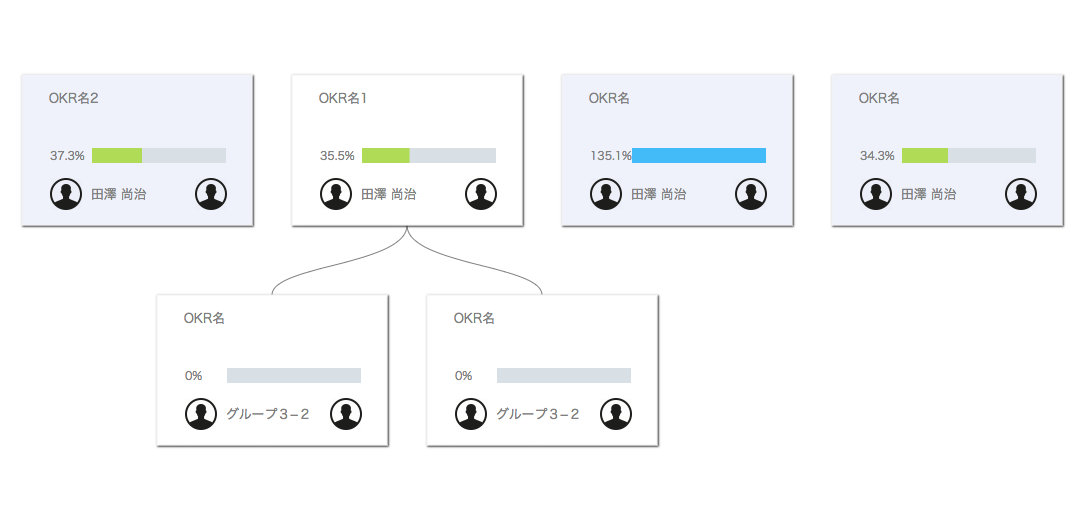 OKR名2
37.3%
田澤 尚治
OKR名1
35.5%
田澤 尚治
OKR名
135.1%
田澤 尚治
OKR名
34.3%
田澤 尚治
OKR名
0%
グループ３−２
OKR名
0%
グループ３−２